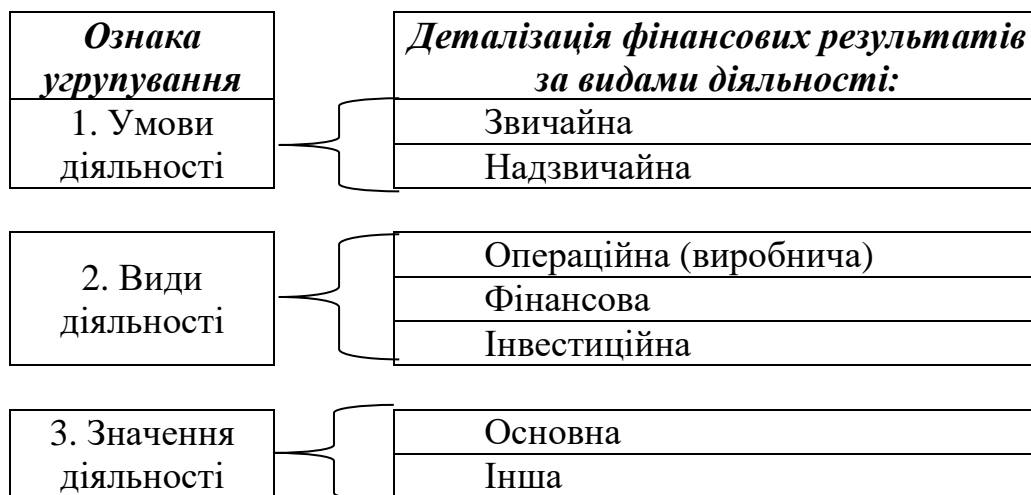 Ознака
угрупування
Деталізація фінансових результатів
за видами діяльності:
1. Умови
діяльності
Звичайна
Надзвичайна
2. Види
діяльності
Операційна (виробнича)
Фінансова
Інвестиційна
3. Значення
діяльності
Основна
Інша